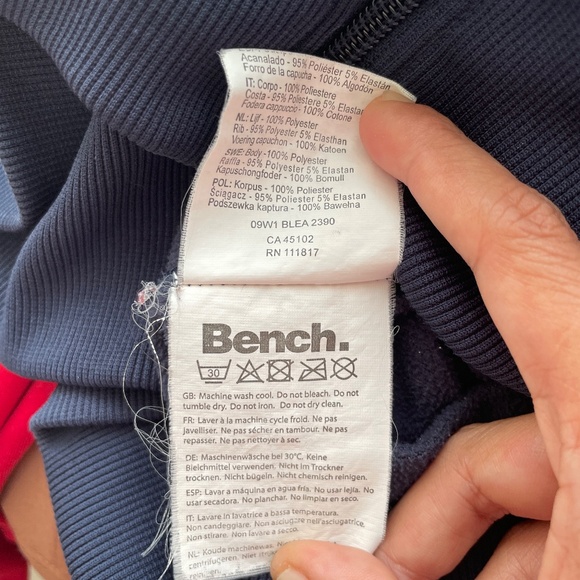 Acanalado - 95% Poliéster 5% Elastán
Forro de la capucha - 100% Algodón
IT: Corpo - 100% Poliestere
Costa - 95% Poliestere 5% Elastan
Fodera cappuccio - 100% Cotone
NL: Lijf - 100% Polyester
Rib - 95% Polyester 5% Elasthan
Voering capuchon - 100% Katoen
SWE: Body - 100% Polyester
Raffla - 95% Polyester 5% Elastan
Kapuschongfoder - 100% Bomull
POL: Korpus - 100% Poliester
Ściągacz - 95% Poliester 5% Elastan
Podszewka kaptura - 100% Bawełna
09W1 BLEA 2390
CA 45102
RN 111817
Bench.
30
GB: Machine wash cool. Do not bleach. Do not
tumble dry. Do not iron. Do not dry clean.
FR: Laver à la machine cycle froid. Ne pas
javelliser. Ne pas sécher en tambour. Ne pas
repasser. Ne pas nettoyer à sec.
DE: Maschinenwäsche bei 30°C. Keine
Bleichmittel verwenden. Nicht im Trockner
trocknen. Nicht bügeln. Nicht chemisch reinigen.
ESP: Lavar a máquina en agua fría. No usar lejía. No
usar secadora. No planchar. No limpiar en seco.
IT: Lavare in lavatrice a bassa temperatura.
Non candeggiare. Non asciugare nell'asciugatrice.
Non stirare. Non lavare a secco.
NL: Koude machinewas.
centrifugeren. Niet
reinigen.